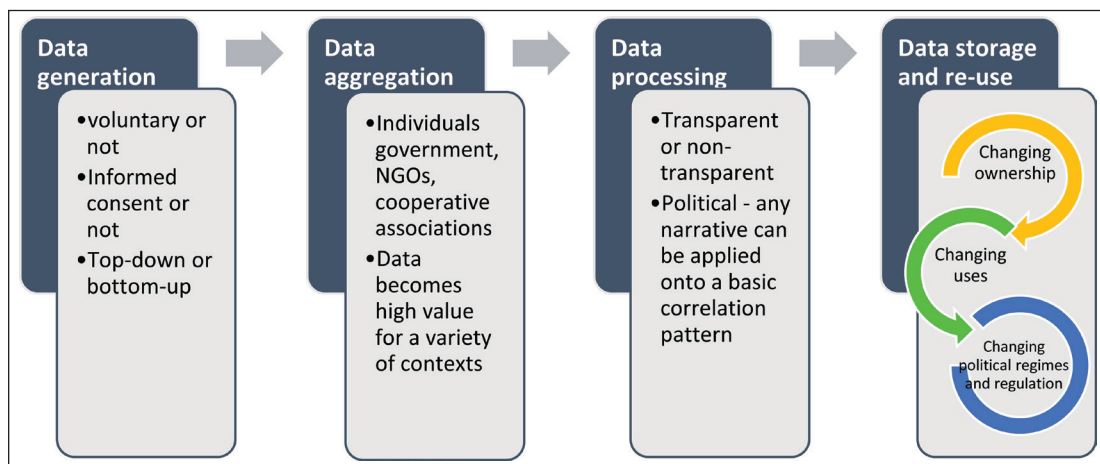 Data
generation
•voluntary or
not
•Informed
consent or
not
•Top-down or
bottom-up
Data
aggregation
•Individuals
government,
NGOs,
cooperative
associations
•Data
becomes
high value
for a variety
of contexts
Data
processing
•Transparent
or non-
transparent
•Political - any
narrative can
be applied
onto a basic
correlation
pattern
Data storage
and re-use
Changing
ownership
Changing
uses
Changing
political regimes
and regulation